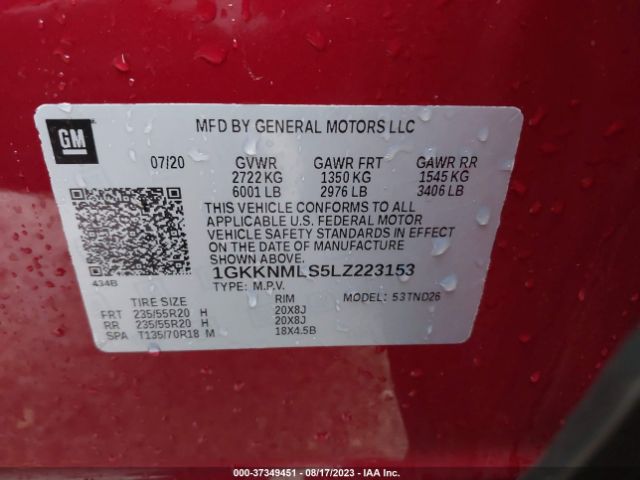 GM
MFD BY GENERAL MOTORS LLC
07/20 GVWR GAWR FRT GAWR RR
2722 KG 1350 KG 1545 KG
6001 LB 2976 LB 3406 LB
THIS VEHICLE CONFORMS TO ALL
APPLICABLE U.S. FEDERAL MOTOR
VEHICLE SAFETY STANDARDS IN EFFECT
ON THE DATE OF MANUFACTURE
SHOWN ABOVE.
434B
1GKKNMLS5LZ223153
TYPE: M.P.V. MODEL: 53TND26
TIRE SIZE RIM
FRT 235/55R20 H 20X8J
RR 235/55R20 H 20X8J
SPA T135/70R18 M 18X4.5B
© 000-37349451 - 08/17/2023 - IAA Inc.